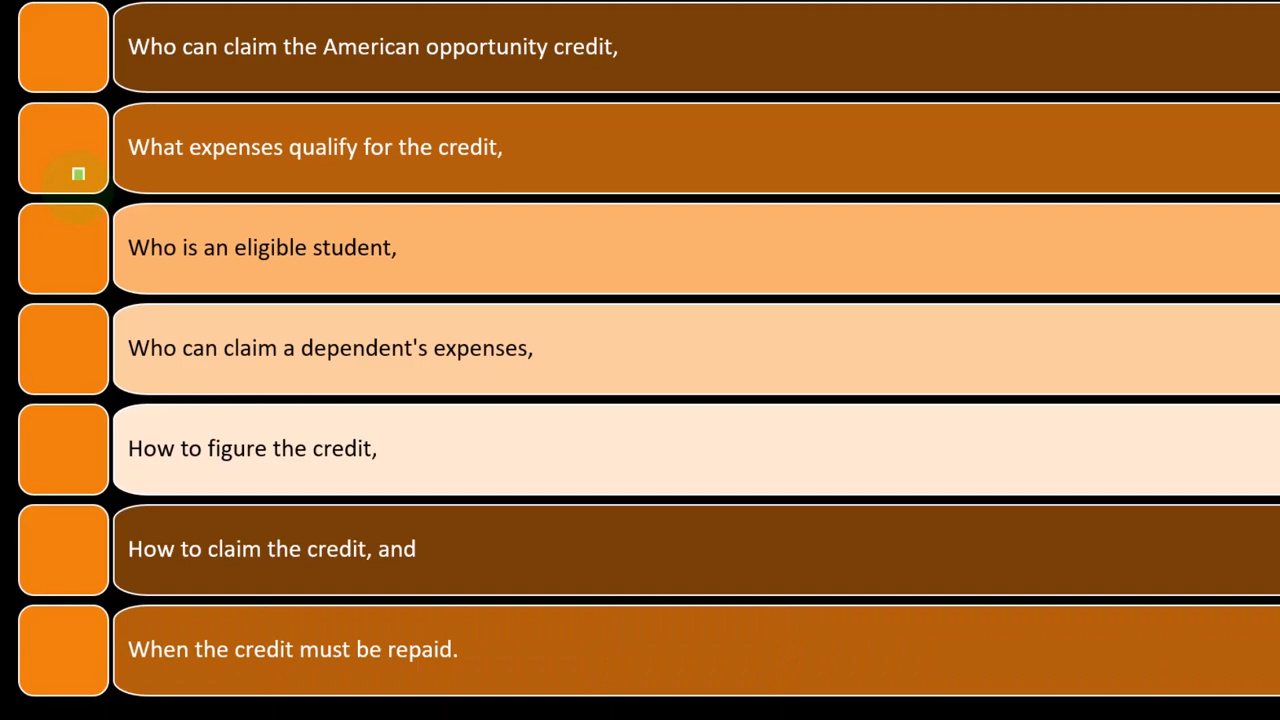 Who can claim the American opportunity credit,
What expenses qualify for the credit,
Who is an eligible student,
Who can claim a dependent's expenses,
How to figure the credit,
How to claim the credit, and
When the credit must be repaid.